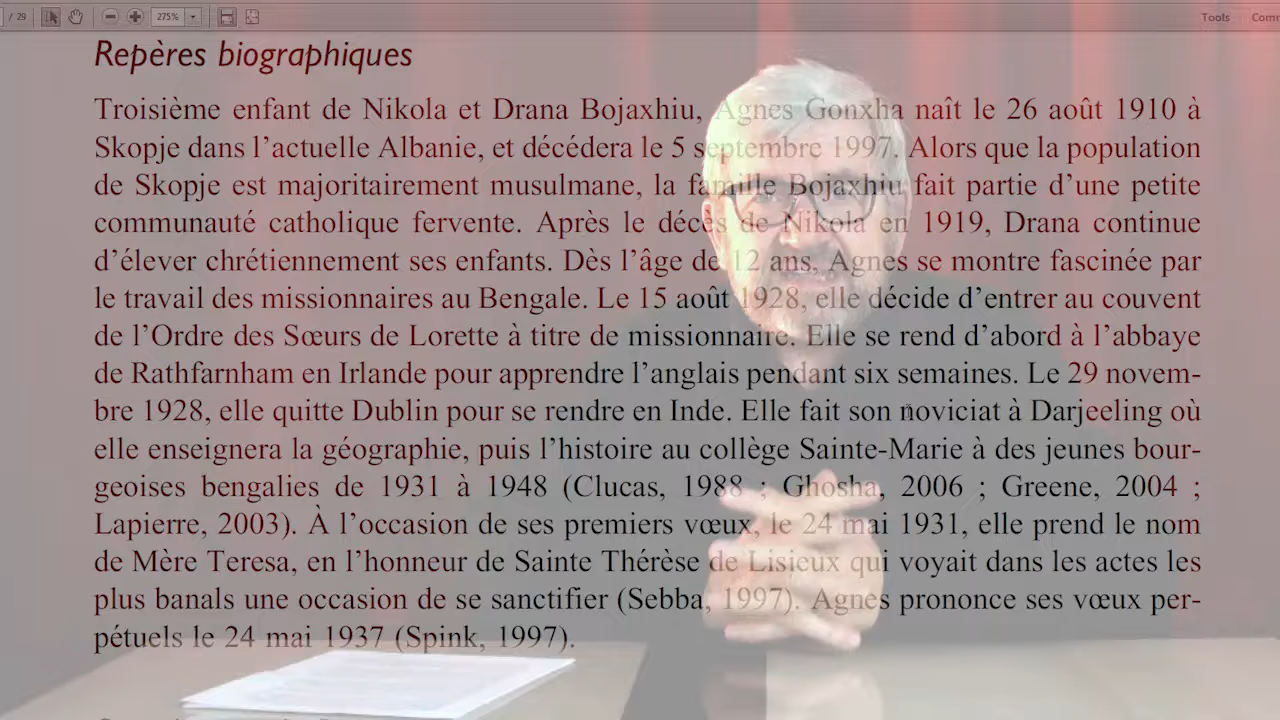 / 29
275%
Tools
Comm
Repères biographiques
Troisième enfant de Nikola et Drana Bojaxhiu, Agnes Gonxha naît le 26 août 1910 à
Skopje dans l'actuelle Albanie, et décédera le 5 septembre 1997. Alors que la population
de Skopje est majoritairement musulmane, la famille Bojaxhiu fait partie d'une petite
communauté catholique fervente. Après le décès de Nikola en 1919, Drana continue
d'élever chrétiennement ses enfants. Dès l'âge de 12 ans, Agnes se montre fascinée par
le travail des missionnaires au Bengale. Le 15 août 1928, elle décide d'entrer au couvent
de l'Ordre des Sœurs de Lorette à titre de missionnaire. Elle se rend d'abord à l'abbaye
de Rathfarnham en Irlande pour apprendre l'anglais pendant six semaines. Le 29 novem-
bre 1928, elle quitte Dublin pour se rendre en Inde. Elle fait son noviciat à Darjeeling où
elle enseignera la géographie, puis l'histoire au collège Sainte-Marie à des jeunes bour-
geoises bengalies de 1931 à 1948 (Clucas, 1988 ; Ghosha, 2006 ; Greene, 2004 ;
Lapierre, 2003). À l'occasion de ses premiers vœux, le 24 mai 1931, elle prend le nom
de Mère Teresa, en l'honneur de Sainte Thérèse de Lisieux qui voyait dans les actes les
plus banals une occasion de se sanctifier (Sebba, 1997). Agnes prononce ses vœux per-
pétuels le 24 mai 1937 (Spink, 1997).